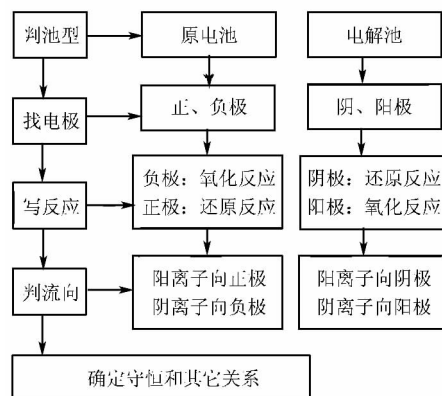 判池型
原电池
电解池
找电极
正、负极
阴、阳极
写反应
负极：氧化反应
正极：还原反应
阴极：还原反应
阳极：氧化反应
判流向
阳离子向正极
阴离子向负极
阳离子向阴极
阴离子向阳极
确定守恒和其它关系